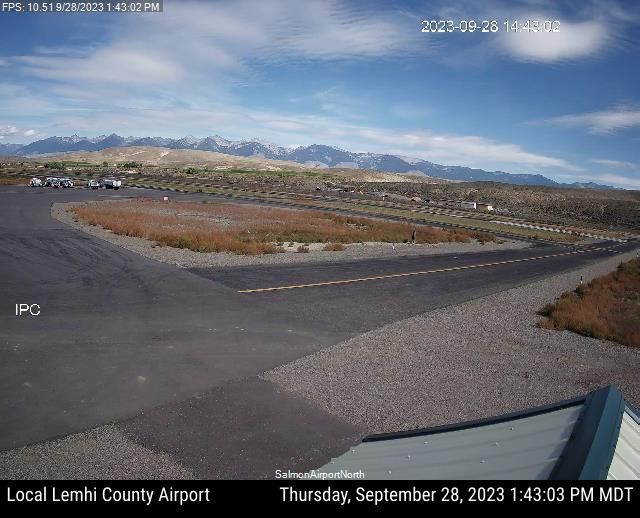 FPS: 10.51 9/28/2023 1:43:02 PM
2023-09-28 14:43:02
IPC
SalmonAirportNorth
Local Lemhi County Airport Thursday, September 28, 2023 1:43:03 PM MDT